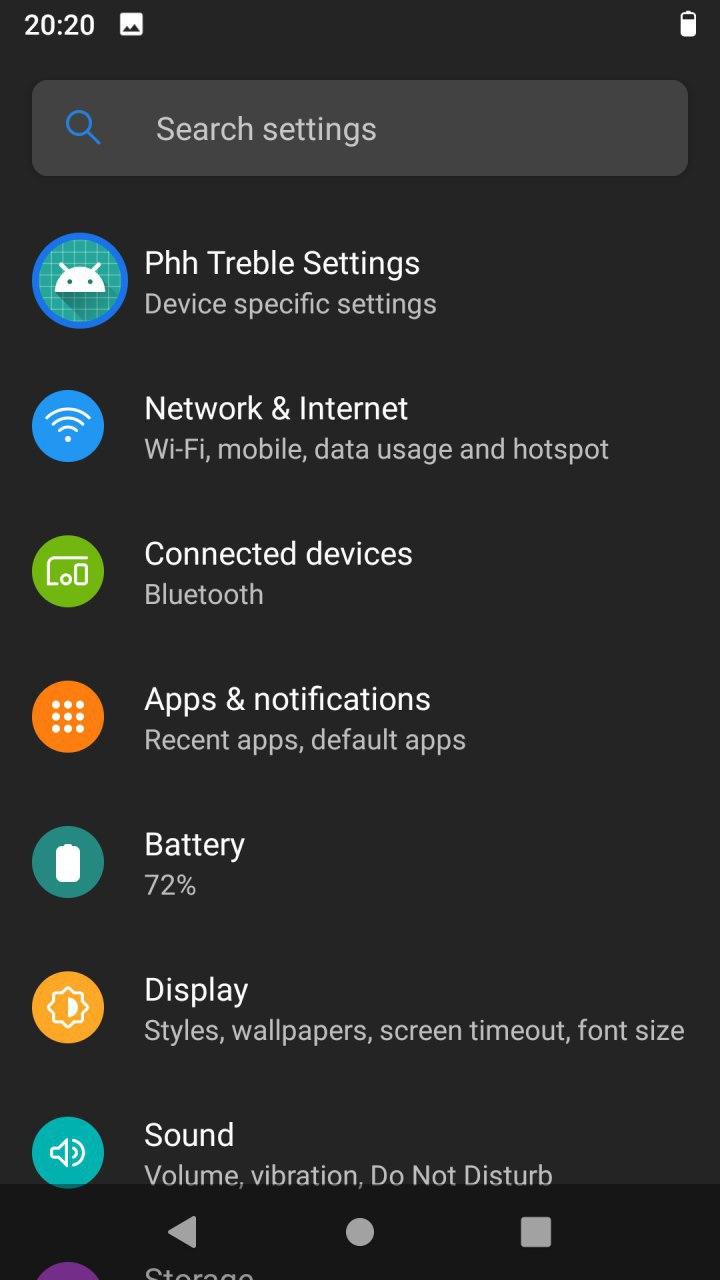 20:20
Search settings
Phh Treble Settings
Device specific settings
Network & Internet
Wi-Fi, mobile, data usage and hotspot
Connected devices
Bluetooth
Apps & notifications
Recent apps, default apps
Battery
72%
Display
Styles, wallpapers, screen timeout, font size
Sound
Volume, vibration, Do Not Disturb
Storage